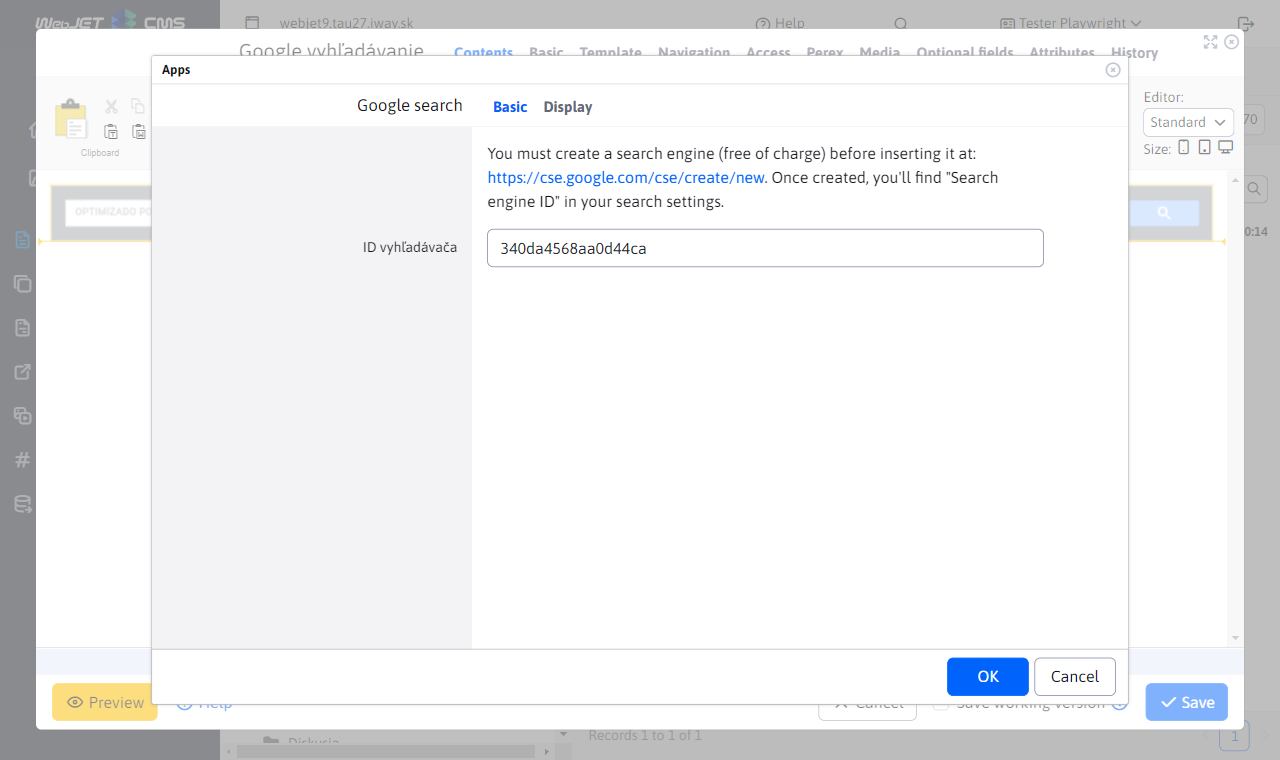 WebJET CMS
webjet9.tau27.iway.sk
Help
Tester Playwright
Google vyhľadávanie
Contents Basic Template Navigation Access Perex Media Optional fields Attributes History
Apps
Google search
Basic Display
Clipboard
Editor:
Standard
70
Size:
You must create a search engine (free of charge) before inserting it at:
https://cse.google.com/cse/create/new. Once created, you'll find "Search
engine ID" in your search settings.
OPTIMIZADO PO
0:14
ID vyhľadávača
340da4568aa0d44ca
OK
Cancel
Preview
Help
Cancel
Save working version
Save
Diskusia
Records 1 to 1 of 1
1